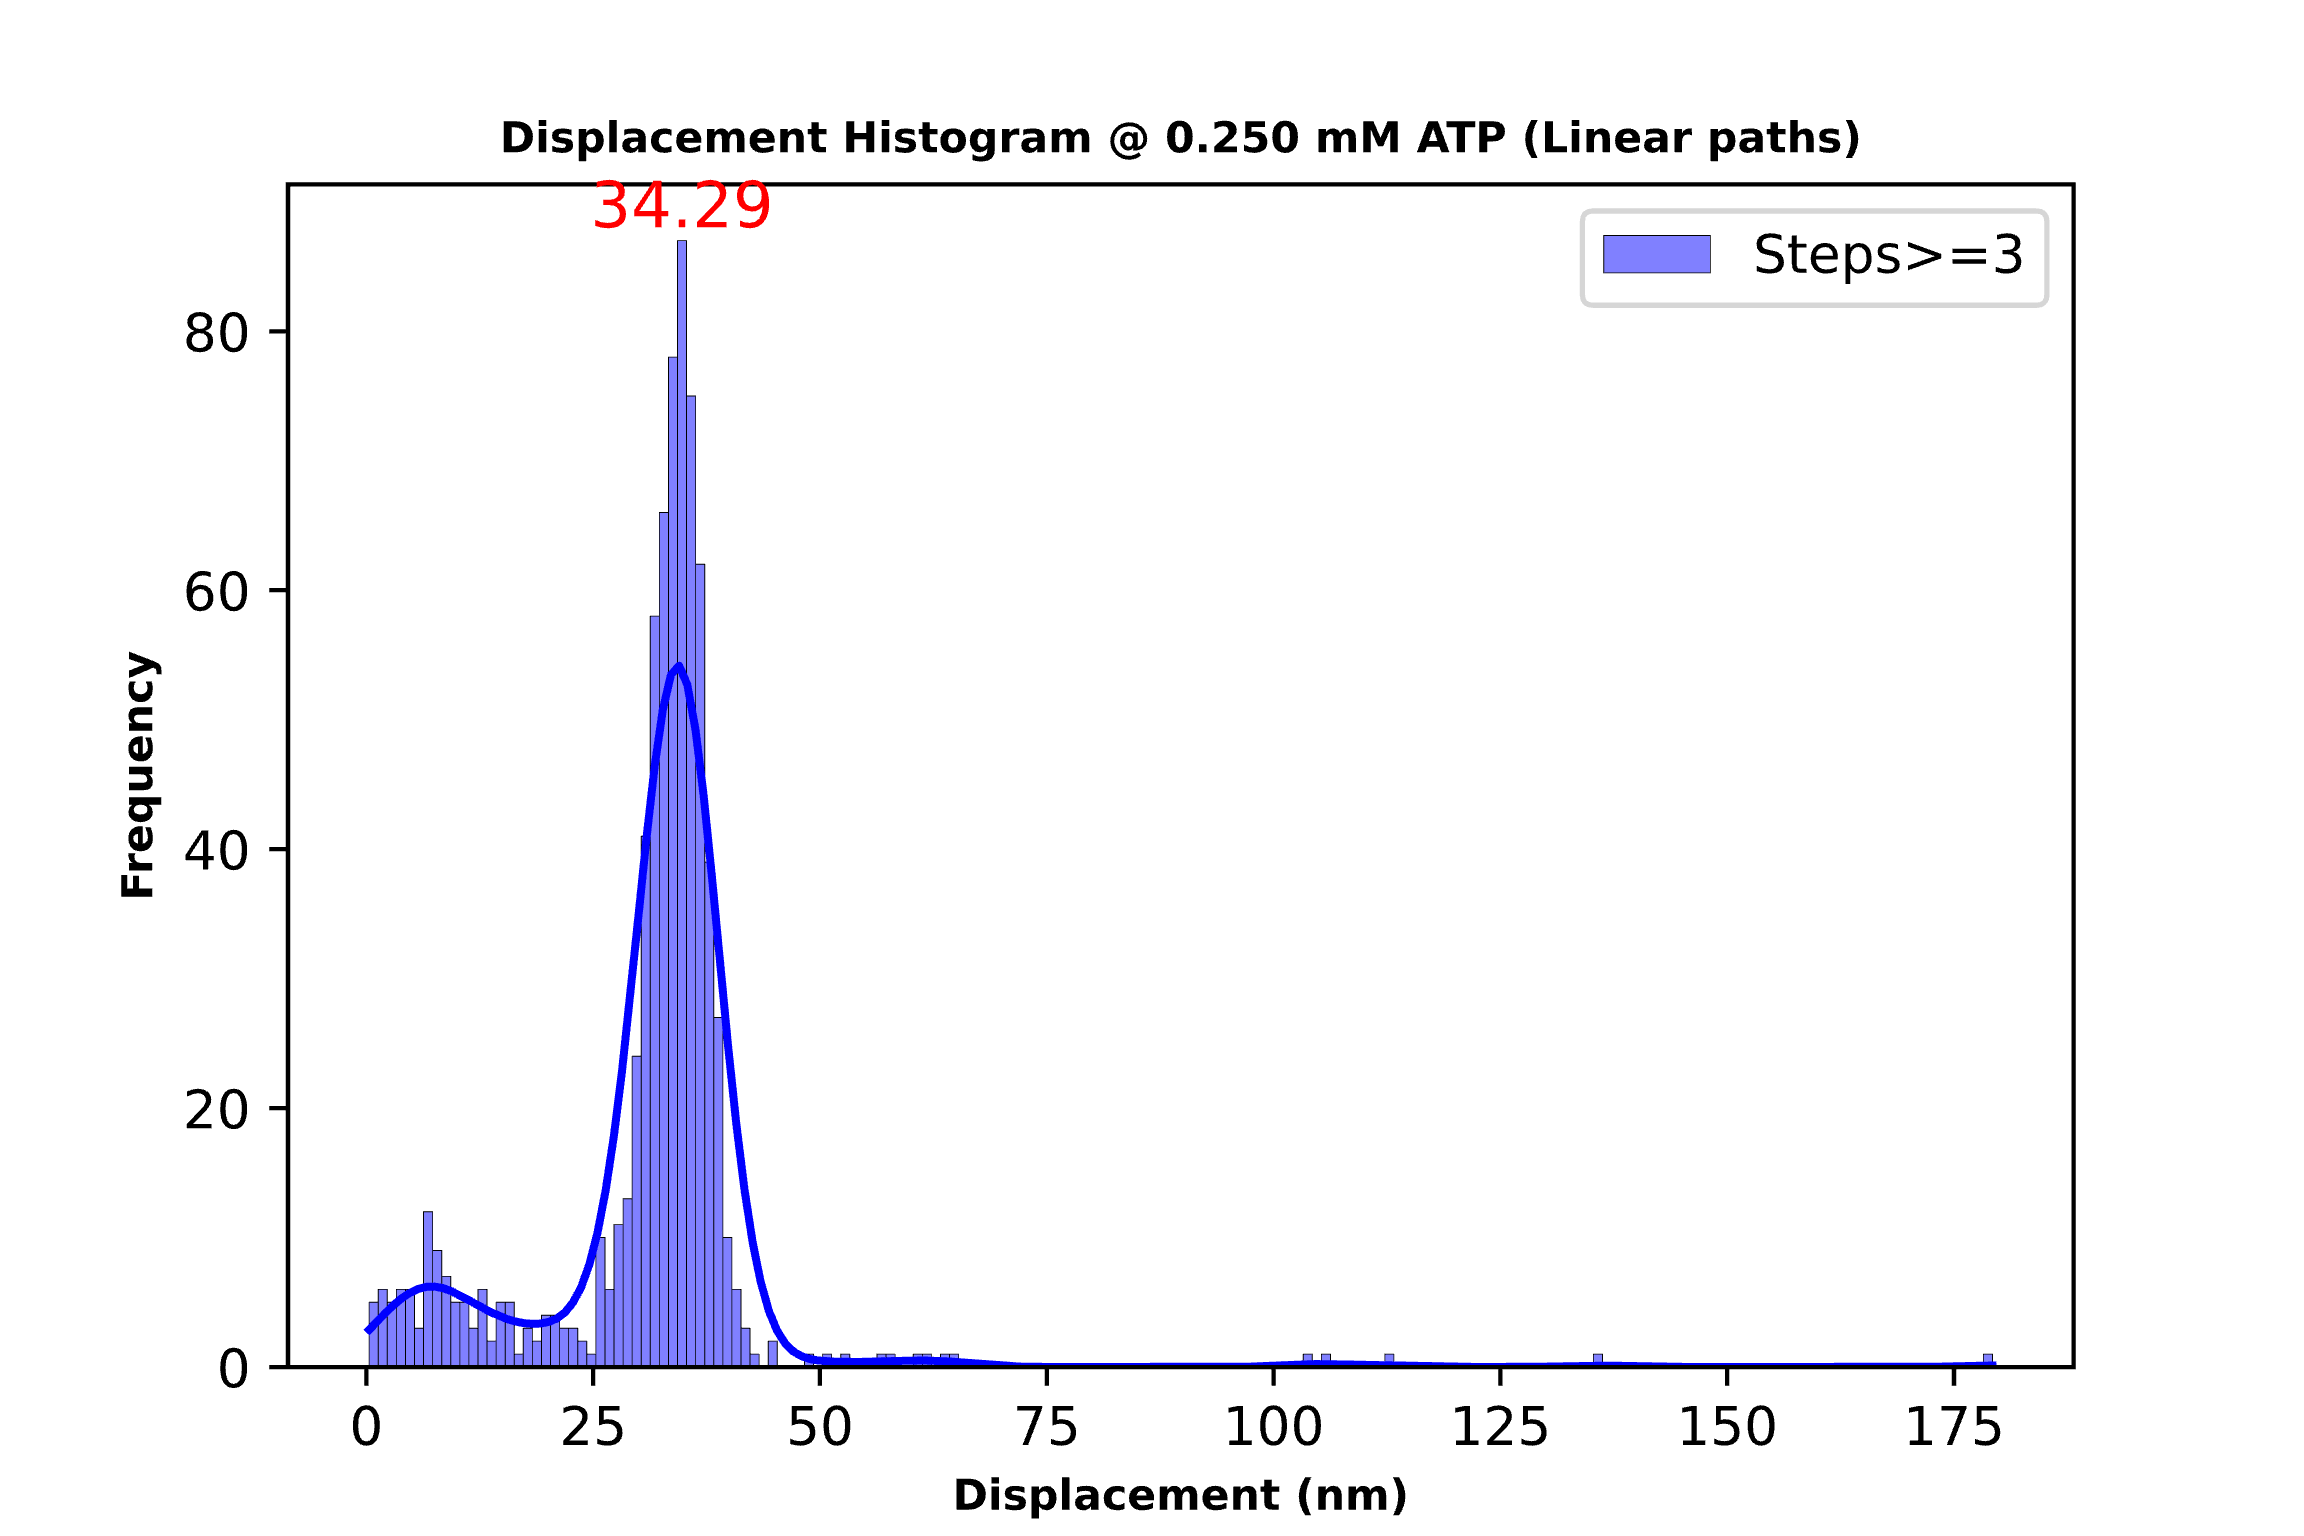 Displacement Histogram @ 0.250 mM ATP (Linear paths)
34.29
Steps>=3
80
60
40
20
0
Frequency
0 25 50 75 100 125 150 175
Displacement (nm)